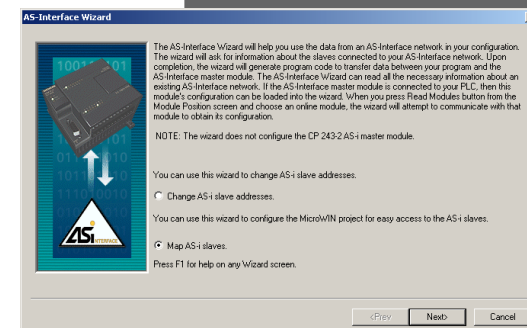 AS-Interface Wizard
The AS-Interface Wizard will help you use the data from an AS-Interface network in your configuration.
The wizard will ask for information about the slaves connected to your AS-Interface network. Upon
completion, the wizard will generate program code to transfer data between your program and the
AS-Interface master module. The AS-Interface Wizard can read all the necessary information about an
existing AS-Interface network. If the AS-Interface master module is connected to your PLC, then this
module's configuration can be loaded into the wizard. When you press Read Modules button from the
Module Position screen and choose an online module, the wizard will attempt to communicate with that
module to obtain its configuration.
NOTE: The wizard does not configure the CP 243-2 AS-i master module.
You can use this wizard to change AS-i slave addresses.
Change AS-i slave addresses.
You can use this wizard to configure the MicroWIN project for easy access to the AS-i slaves.
Map AS-i slaves.
Press F1 for help on any Wizard screen.
ASi INTERFACE
<Prev Next> Cancel